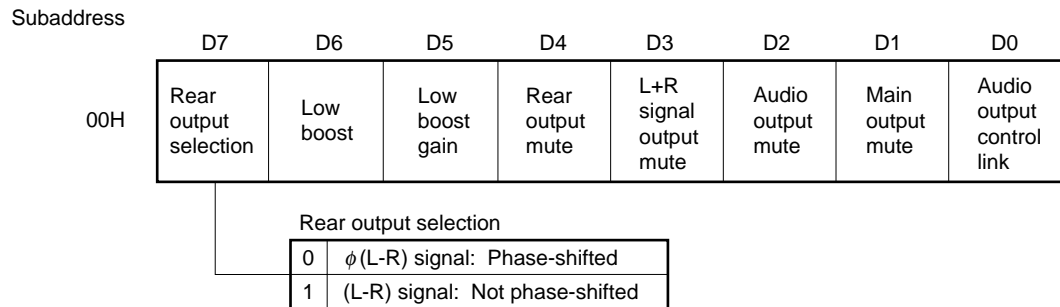 Subaddress
D7 D6 D5 D4 D3 D2 D1 D0
00H
Rear
output
selection
Low
boost
Low
boost
gain
Rear
output
mute
L+R
signal
output
mute
Audio
output
mute
Main
output
mute
Audio
output
control
link
Rear output selection
0 ϕ(L-R) signal: Phase-shifted
1 (L-R) signal: Not phase-shifted